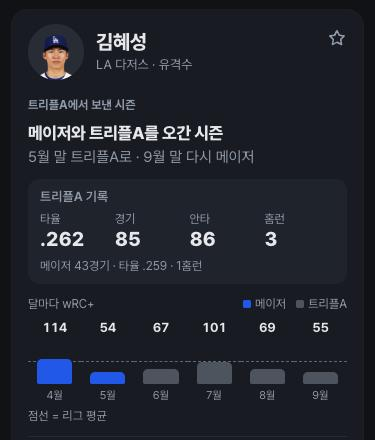 김혜성
LA 다저스 · 유격수
트리플A에서 보낸 시즌
메이저와 트리플A를 오간 시즌
5월 말 트리플A로 · 9월 말 다시 메이저
트리플A 기록
타율 경기 안타 홈런
.262 85 86 3
메이저 43경기 · 타율 .259 · 1홈런
달마다 wRC+ 메이저 트리플A
114 54 67 101 69 55
4월 5월 6월 7월 8월 9월
점선 = 리그 평균